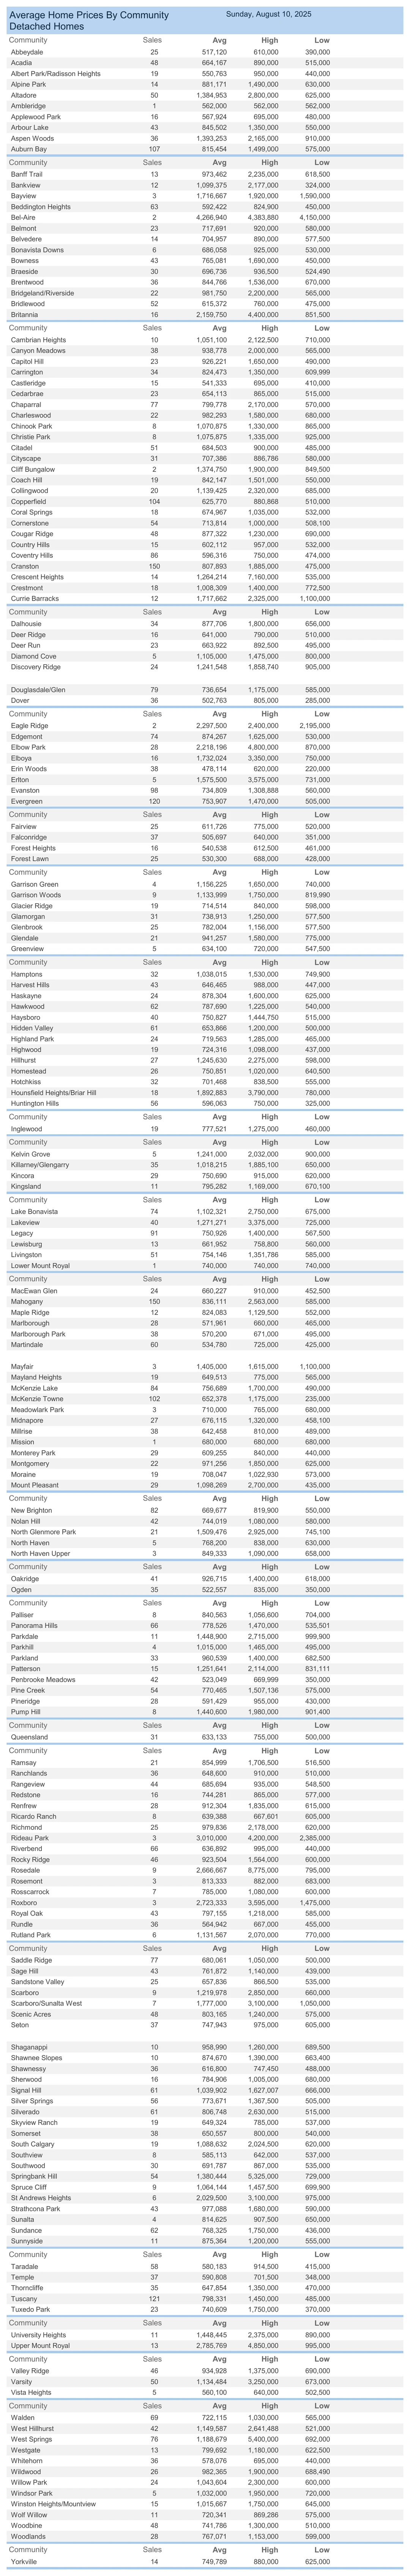 Average Home Prices By Community Sunday, August 10, 2025
Detached Homes
Community Sales Avg High Low
Abbeydale 25 517,120 610,000 390,000
Acadia 48 664,167 890,000 515,000
Albert Park/Radisson Heights 19 550,763 950,000 440,000
Alpine Park 14 881,171 1,490,000 630,000
Altadore 50 1,384,953 2,800,000 625,000
Ambleridge 1 562,000 562,000 562,000
Applewood Park 16 567,924 695,000 480,000
Arbour Lake 43 845,502 1,350,000 550,000
Aspen Woods 36 1,393,253 2,165,000 910,000
Auburn Bay 107 815,454 1,499,000 575,000
Community Sales Avg High Low
Banff Trail 13 973,462 2,235,000 618,500
Bankview 12 1,099,375 2,177,000 324,000
Bayview 3 1,716,667 1,920,000 1,590,000
Beddington Heights 63 592,422 824,900 450,000
Bel-Aire 2 4,266,940 4,383,880 4,150,000
Belmont 23 717,691 920,000 580,000
Belvedere 14 704,957 890,000 577,500
Bonavista Downs 6 686,058 925,000 530,000
Bowness 43 765,081 1,690,000 450,000
Braeside 30 696,736 936,500 524,490
Brentwood 36 844,766 1,536,000 670,000
Bridgeland/Riverside 22 981,750 2,200,000 565,000
Bridlewood 52 615,372 760,000 475,000
Britannia 16 2,159,750 4,400,000 851,500
Community Sales Avg High Low
Cambrian Heights 10 1,051,100 2,122,500 710,000
Canyon Meadows 38 938,778 2,000,000 565,000
Capitol Hill 23 926,221 1,650,000 490,000
Carrington 34 824,473 1,350,000 609,999
Castleridge 15 541,333 695,000 410,000
Cedarbrae 23 654,113 865,000 515,000
Chaparral 77 799,778 2,170,000 570,000
Charleswood 22 982,293 1,580,000 680,000
Chinook Park 8 1,070,875 1,330,000 865,000
Christie Park 8 1,075,875 1,335,000 925,000
Citadel 51 684,503 900,000 485,000
Cityscape 31 707,386 886,786 580,000
Cliff Bungalow 2 1,374,750 1,900,000 849,500
Coach Hill 19 842,147 1,501,000 550,000
Collingwood 20 1,139,425 2,320,000 685,000
Copperfield 104 625,770 880,868 510,000
Coral Springs 18 674,967 1,035,000 532,000
Cornerstone 54 713,814 1,000,000 508,100
Cougar Ridge 48 877,322 1,230,000 690,000
Country Hills 15 602,112 957,000 532,000
Coventry Hills 86 596,316 750,000 474,000
Cranston 150 807,893 1,885,000 475,000
Crescent Heights 14 1,264,214 7,160,000 535,000
Crestmont 18 1,008,309 1,400,000 772,500
Currie Barracks 12 1,717,662 2,325,000 1,100,000
Community Sales Avg High Low
Dalhousie 34 877,706 1,800,000 656,000
Deer Ridge 16 641,000 790,000 510,000
Deer Run 23 663,922 892,500 495,000
Diamond Cove 5 1,105,000 1,475,000 800,000
Discovery Ridge 24 1,241,548 1,858,740 905,000
Douglasdale/Glen 79 736,654 1,175,000 585,000
Dover 36 502,763 805,000 285,000
Community Sales Avg High Low
Eagle Ridge 2 2,297,500 2,400,000 2,195,000
Edgemont 74 874,267 1,625,000 530,000
Elbow Park 28 2,218,196 4,800,000 870,000
Elboya 16 1,732,024 3,350,000 750,000
Erin Woods 38 478,114 620,000 220,000
Erlton 5 1,575,500 3,575,000 731,000
Evanston 98 734,809 1,308,888 560,000
Evergreen 120 753,907 1,470,000 505,000
Community Sales Avg High Low
Fairview 25 611,726 775,000 520,000
Falconridge 37 505,697 640,000 351,000
Forest Heights 16 540,538 612,500 461,000
Forest Lawn 25 530,300 688,000 428,000
Community Sales Avg High Low
Garrison Green 4 1,156,225 1,650,000 740,000
Garrison Woods 9 1,133,999 1,750,000 819,990
Glacier Ridge 19 714,514 840,000 598,000
Glamorgan 31 738,913 1,250,000 577,500
Glenbrook 25 782,004 1,156,000 577,500
Glendale 21 941,257 1,580,000 775,000
Greenview 5 634,100 720,000 547,500
Community Sales Avg High Low
Hamptons 32 1,038,015 1,530,000 749,900
Harvest Hills 43 646,465 988,000 447,000
Haskayne 24 878,304 1,600,000 625,000
Hawkwood 62 787,690 1,225,000 540,000
Haysboro 40 750,827 1,444,750 515,000
Hidden Valley 61 653,866 1,200,000 500,000
Highland Park 24 719,563 1,285,000 465,000
Highwood 19 724,316 1,098,000 437,000
Hillhurst 27 1,245,630 2,275,000 598,000
Homestead 26 750,851 1,020,000 640,500
Hotchkiss 32 701,468 838,500 555,000
Hounsfield Heights/Briar Hill 18 1,892,883 3,790,000 780,000
Huntington Hills 56 596,063 750,000 325,000
Community Sales Avg High Low
Inglewood 19 777,521 1,275,000 460,000
Community Sales Avg High Low
Kelvin Grove 5 1,241,000 2,032,000 900,000
Killarney/Glengarry 35 1,018,215 1,885,100 650,000
Kincora 29 750,690 915,000 620,000
Kingsland 11 795,282 1,169,000 670,100
Community Sales Avg High Low
Lake Bonavista 74 1,102,321 2,750,000 675,000
Lakeview 40 1,271,271 3,375,000 725,000
Legacy 91 750,926 1,400,000 567,500
Lewisburg 13 661,952 758,800 560,000
Livingston 51 754,146 1,351,786 585,000
Lower Mount Royal 1 740,000 740,000 740,000
Community Sales Avg High Low
MacEwan Glen 24 660,227 910,000 452,500
Mahogany 150 836,111 2,563,000 585,000
Maple Ridge 12 824,083 1,129,500 552,000
Marlborough 28 571,961 660,000 465,000
Marlborough Park 38 570,200 671,000 495,000
Martindale 60 534,780 725,000 425,000
Mayfair 3 1,405,000 1,615,000 1,100,000
Mayland Heights 19 649,513 775,000 565,000
McKenzie Lake 84 756,689 1,700,000 490,000
McKenzie Towne 102 652,378 1,175,000 235,000
Meadowlark Park 3 710,000 765,000 680,000
Midnapore 27 676,115 1,320,000 458,100
Millrise 38 642,458 810,000 489,000
Mission 1 680,000 680,000 680,000
Monterey Park 29 609,255 840,000 440,000
Montgomery 22 971,256 1,850,000 625,000
Moraine 19 708,047 1,022,930 573,000
Mount Pleasant 29 1,098,269 2,700,000 435,000
Community Sales Avg High Low
New Brighton 82 669,677 819,900 550,000
Nolan Hill 42 744,019 1,080,000 580,000
North Glenmore Park 21 1,509,476 2,925,000 745,100
North Haven 5 768,200 838,000 630,000
North Haven Upper 3 849,333 1,090,000 658,000
Community Sales Avg High Low
Oakridge 41 926,715 1,400,000 618,000
Ogden 35 522,557 835,000 350,000
Community Sales Avg High Low
Palliser 8 840,563 1,056,600 704,000
Panorama Hills 66 778,526 1,470,000 535,501
Parkdale 11 1,448,900 2,715,000 999,900
Parkhill 4 1,015,000 1,465,000 495,000
Parkland 33 960,539 1,400,000 682,500
Patterson 15 1,251,641 2,114,000 831,111
Penbrooke Meadows 42 523,049 669,999 350,000
Pine Creek 54 770,465 1,507,136 575,000
Pineridge 28 591,429 955,000 430,000
Pump Hill 8 1,440,600 1,980,000 901,400
Community Sales Avg High Low
Queensland 31 633,133 755,000 500,000
Community Sales Avg High Low
Ramsay 21 854,999 1,706,500 516,500
Ranchlands 36 648,600 910,000 510,000
Rangeview 44 685,694 935,000 548,500
Redstone 16 744,281 865,000 577,000
Renfrew 28 912,304 1,835,000 615,000
Ricardo Ranch 8 639,388 667,601 605,000
Richmond 25 979,836 2,178,000 620,000
Rideau Park 3 3,010,000 4,200,000 2,385,000
Riverbend 66 636,892 995,000 440,000
Rocky Ridge 46 923,504 1,564,000 600,000
Rosedale 9 2,666,667 8,775,000 795,000
Rosemont 3 813,333 882,000 683,000
Rosscarrock 7 785,000 1,080,000 600,000
Roxboro 3 2,723,333 3,595,000 1,475,000
Royal Oak 43 797,155 1,218,000 585,000
Rundle 36 564,942 667,000 455,000
Rutland Park 6 1,131,567 2,070,000 770,000
Community Sales Avg High Low
Saddle Ridge 77 680,061 1,050,000 500,000
Sage Hill 43 761,872 1,140,000 439,000
Sandstone Valley 25 657,836 866,500 535,000
Scarboro 9 1,219,978 2,850,000 660,000
Scarboro/Sunalta West 7 1,777,000 3,100,000 1,050,000
Scenic Acres 48 803,165 1,240,000 575,000
Seton 37 747,943 975,000 605,000
Shaganappi 10 958,990 1,260,000 689,500
Shawnee Slopes 10 874,670 1,390,000 663,400
Shawnessy 36 616,800 747,450 488,000
Sherwood 16 784,906 1,005,000 680,000
Signal Hill 61 1,039,902 1,627,007 666,000
Silver Springs 56 773,671 1,367,500 505,000
Silverado 61 806,748 2,630,000 515,000
Skyview Ranch 19 649,324 785,000 537,000
Somerset 38 650,557 800,000 540,000
South Calgary 19 1,088,632 2,024,500 620,000
Southview 8 585,113 642,000 537,000
Southwood 30 691,787 867,000 535,000
Springbank Hill 54 1,380,444 5,325,000 729,000
Spruce Cliff 9 1,064,144 1,457,500 699,900
St Andrews Heights 6 2,029,500 3,100,000 975,000
Strathcona Park 43 977,088 1,680,000 590,000
Sunalta 4 814,625 907,500 650,000
Sundance 62 768,325 1,750,000 436,000
Sunnyside 11 875,364 1,200,000 555,000
Community Sales Avg High Low
Taradale 58 580,183 914,500 415,000
Temple 37 590,808 701,500 348,000
Thorncliffe 35 647,854 1,350,000 470,000
Tuscany 121 798,331 1,450,000 485,000
Tuxedo Park 23 740,609 1,750,000 370,000
Community Sales Avg High Low
University Heights 11 1,448,445 2,375,000 890,000
Upper Mount Royal 13 2,785,769 4,850,000 995,000
Community Sales Avg High Low
Valley Ridge 46 934,928 1,375,000 690,000
Varsity 50 1,134,484 3,250,000 673,000
Vista Heights 5 560,100 640,000 502,500
Community Sales Avg High Low
Walden 69 722,115 1,030,000 565,000
West Hillhurst 42 1,149,587 2,641,488 521,000
West Springs 76 1,188,679 5,400,000 692,000
Westgate 13 799,692 1,180,000 622,500
Whitehorn 36 578,076 695,000 440,000
Wildwood 26 982,365 1,900,000 688,490
Willow Park 24 1,043,604 2,300,000 600,000
Windsor Park 5 1,032,000 1,950,000 720,000
Winston Heights/Mountview 15 1,015,667 1,750,000 645,000
Wolf Willow 11 720,341 869,286 575,000
Woodbine 48 741,786 1,300,000 510,000
Woodlands 28 767,071 1,153,000 599,000
Community Sales Avg High Low
Yorkville 14 749,789 880,000 625,000